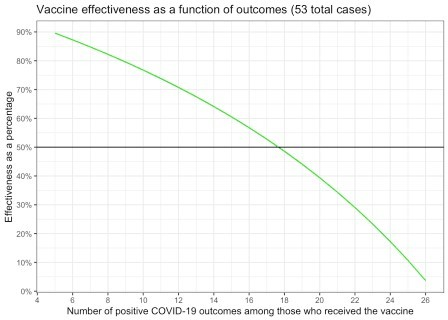 Vaccine effectiveness as a function of outcomes (53 total cases)
Effectiveness as a percentage
90%
80%
70%
60%
50%
40%
30%
20%
10%
0%
4 6 8 10 12 14 16 18 20 22 24 26
Number of positive COVID-19 outcomes among those who received the vaccine